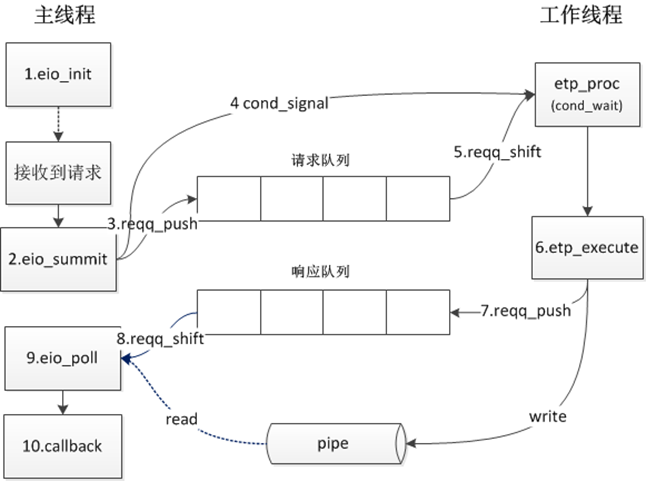 主线程
工作线程
1.eio_init
etp_proc
(cond_wait)
4 cond_signal
接收到请求
请求队列
5.reqq_shift
3.reqq_push
2.eio_summit
6.etp_execute
响应队列
7.reqq_push
8.reqq_shift
9.eio_poll
read
write
pipe
10.callback